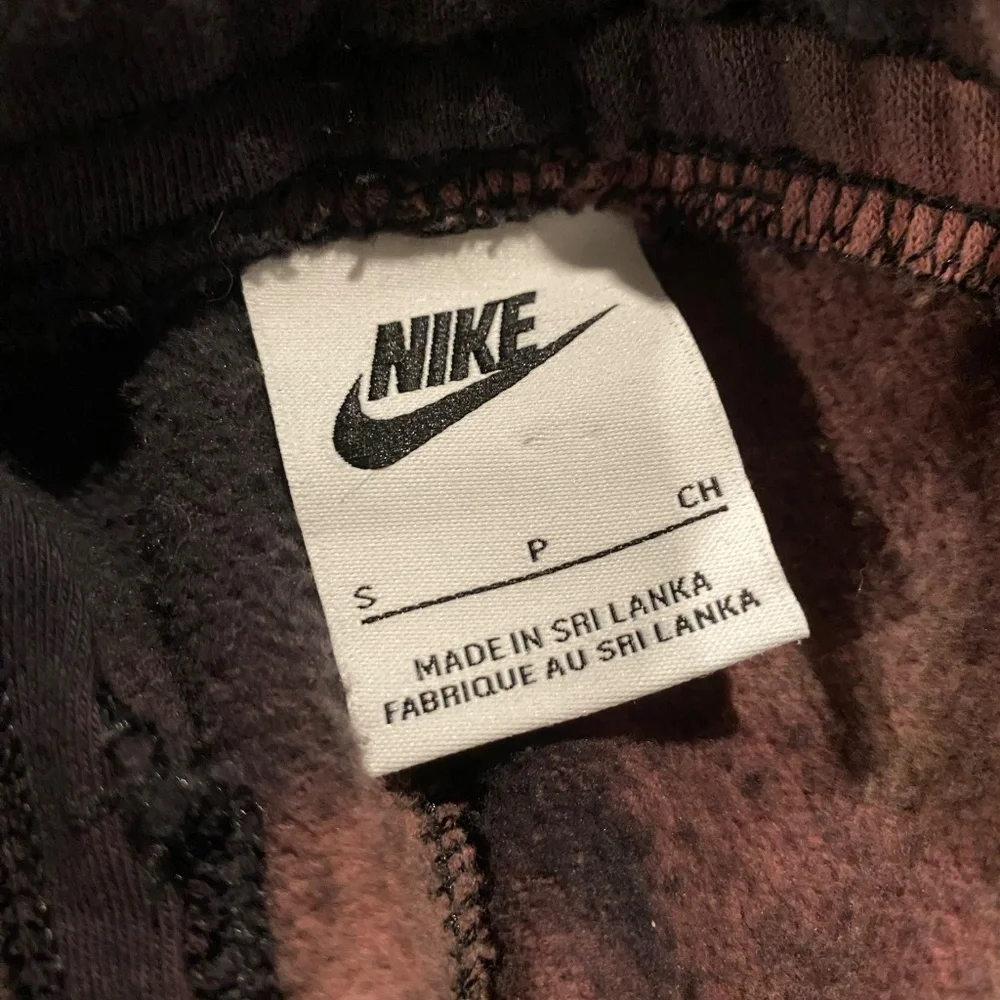 NIKE
S P CH
MADE IN SRI LANKA
FABRIQUE AU SRI LANKA